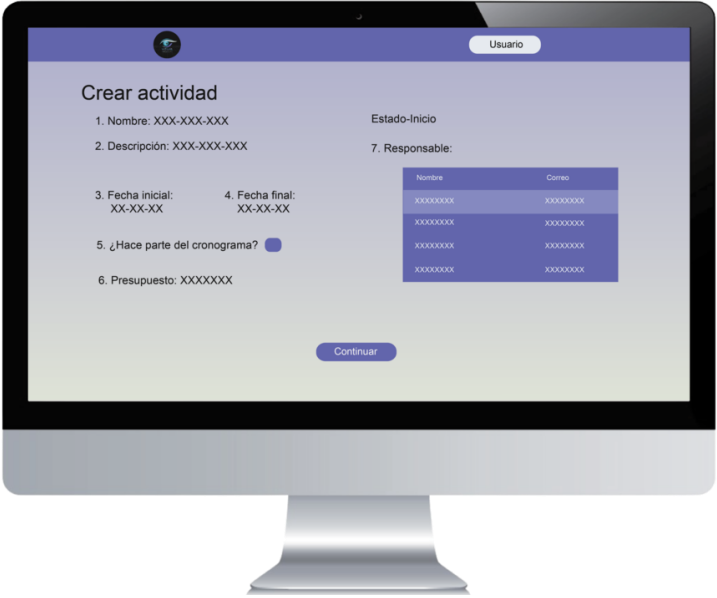 Usuario
Crear actividad
1. Nombre: XXX-XXX-XXX
2. Descripción: XXX-XXX-XXX
3. Fecha inicial:
XX-XX-XX
4. Fecha final:
XX-XX-XX
5. ¿Hace parte del cronograma?
6. Presupuesto: XXXXXXX
Estado-Inicio
7. Responsable:
Nombre Correo
XXXXXXXX XXXXXXXX
XXXXXXXX XXXXXXXX
XXXXXXXX XXXXXXXX
XXXXXXXX XXXXXXXX
Continuar